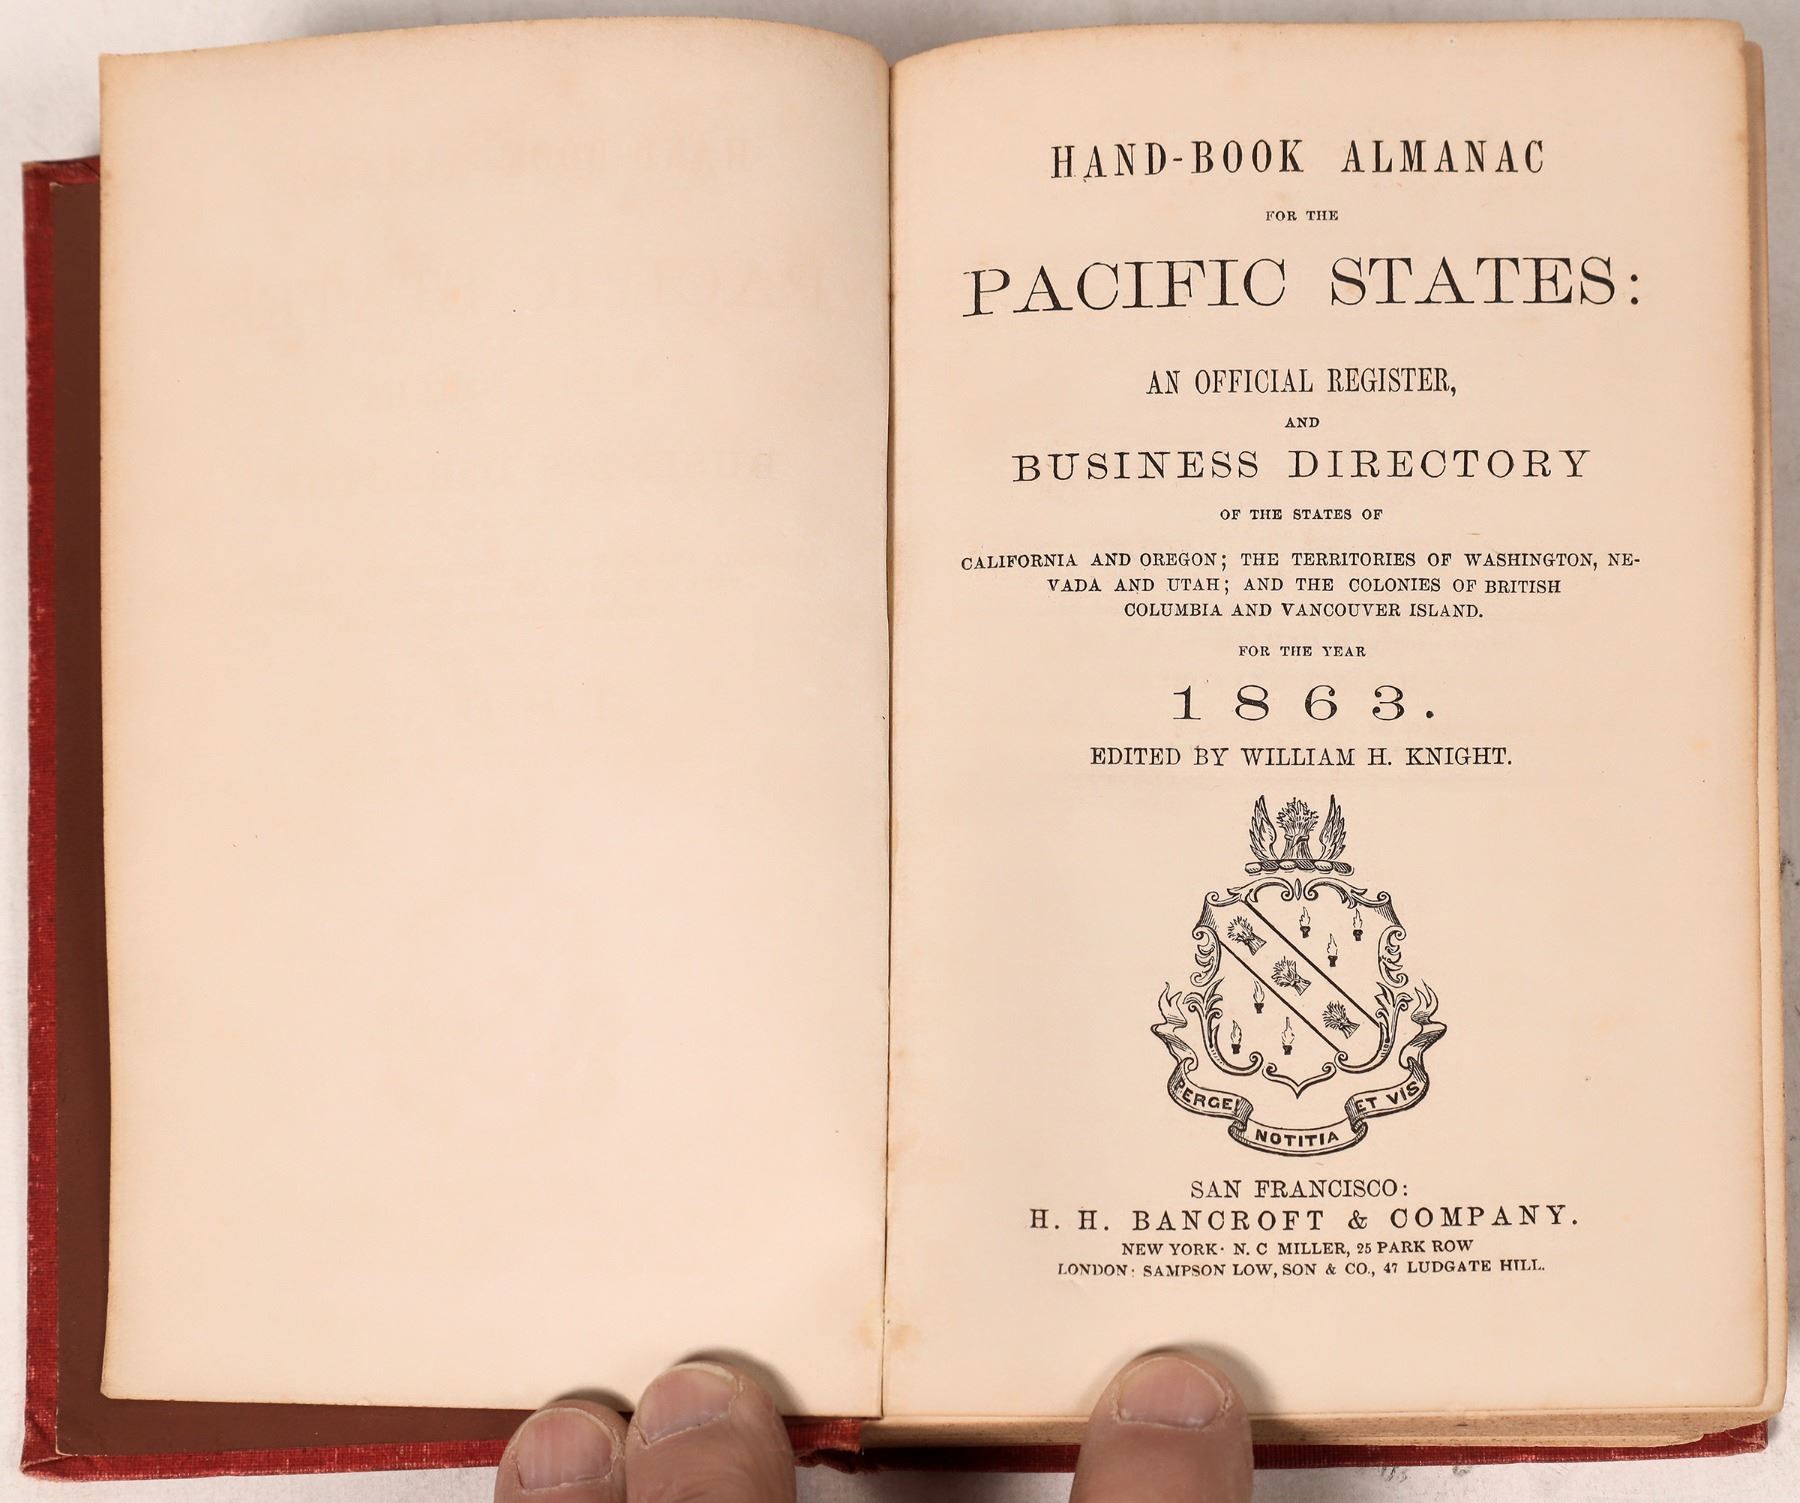 HAND-BOOK ALMANAC
FOR THE
PACIFIC STATES:
AN OFFICIAL REGISTER,
AND
BUSINESS DIRECTORY
OF THE STATES OF
CALIFORNIA AND OREGON; THE TERRITORIES OF WASHINGTON, NE-
VADA AND UTAH; AND THE COLONIES OF BRITISH
COLUMBIA AND VANCOUVER ISLAND.
FOR THE YEAR
1863.
EDITED BY WILLIAM H. KNIGHT.
ET VIS
NOTITIA
SAN FRANCISCO:
H. H. BANCROFT & COMPANY.
NEW YORK· N. C MILLER, 25 PARK ROW
LONDON: SAMPSON LOW, SON & CO., 47 LUDGATE HILL.